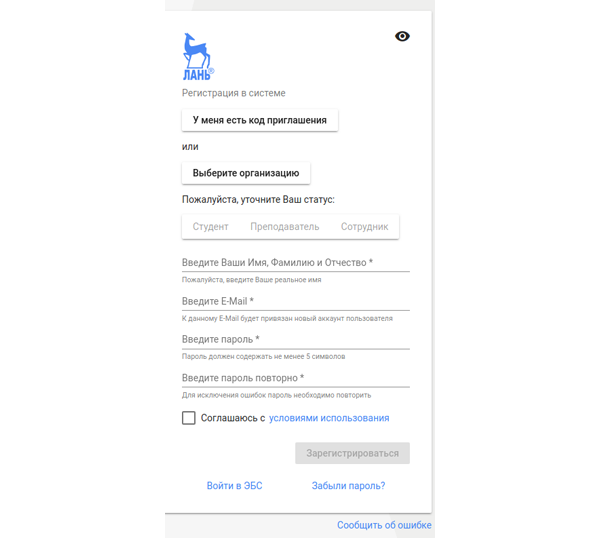 ЛАНЬ®
Регистрация в системе
У меня есть код приглашения
или
Выберите организацию
Пожалуйста, уточните Ваш статус:
Студент Преподаватель Сотрудник
Введите Ваши Имя, Фамилию и Отчество *
Пожалуйста, введите Ваше реальное имя
Введите E-Mail *
К данному E-Mail будет привязан новый аккаунт пользователя
Введите пароль *
Пароль должен содержать не менее 5 символов
Введите пароль повторно *
Для исключения ошибок пароль необходимо повторить
Соглашаюсь с условиями использования
Зарегистрироваться
Войти в ЭБС Забыли пароль?
Сообщить об ошибке